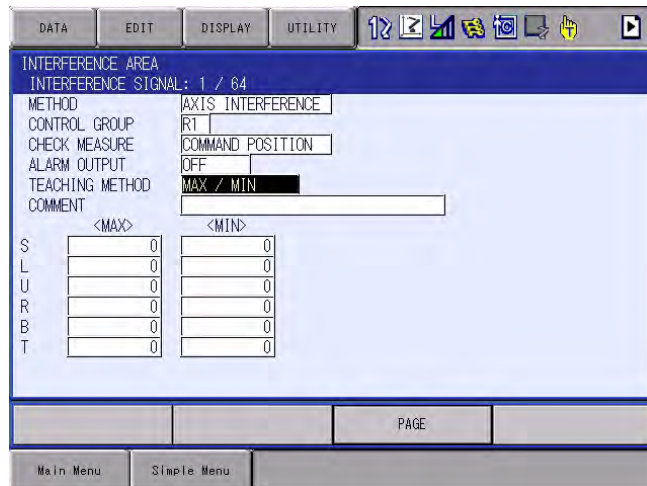 DATA EDIT DISPLAY UTILITY
INTERFERENCE AREA
INTERFERENCE SIGNAL: 1 / 64
METHOD AXIS INTERFERENCE
CONTROL GROUP R1
CHECK MEASURE COMMAND POSITION
ALARM OUTPUT OFF
TEACHING METHOD MAX / MIN
COMMENT
<MAX> <MIN>
S 0 0
L 0 0
U 0 0
R 0 0
B 0 0
T 0 0
PAGE
Main Menu Simple Menu